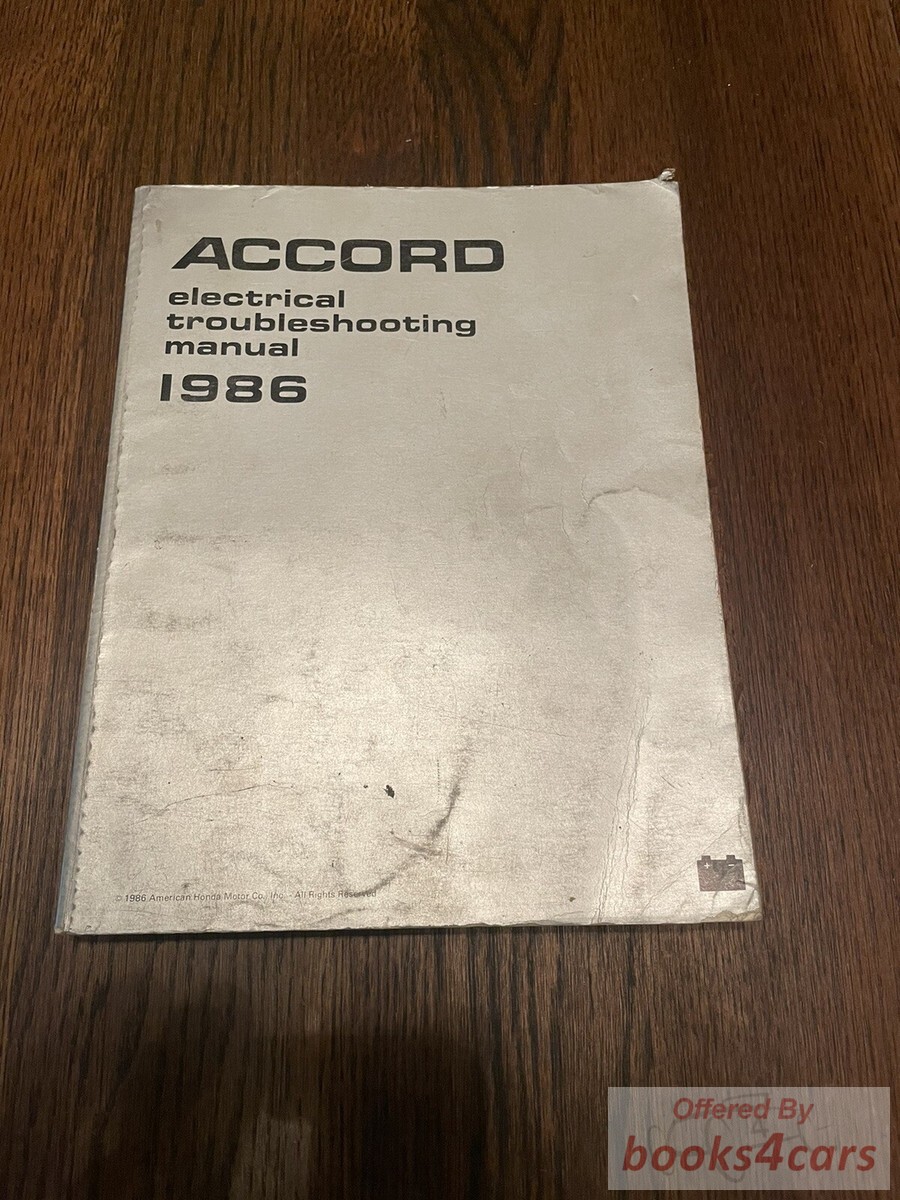 ACCORD
electrical
troubleshooting
manual
1986
© 1986 American Honda Motor Co., Inc. - All Rights Reserved
+ -
Offered By
books4cars